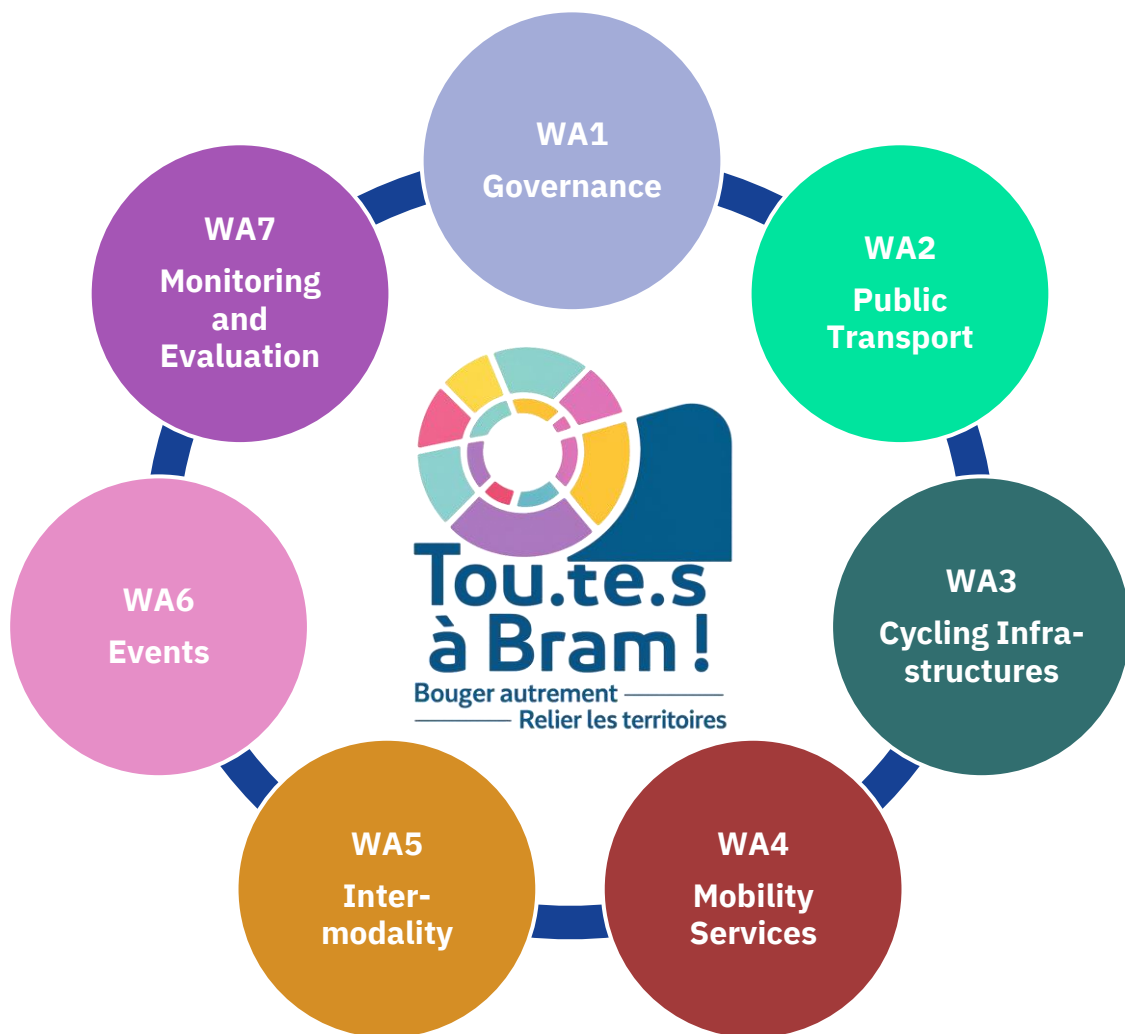 WA1
Governance
WA2
Public
Transport
WA3
Cycling Infra-
structures
WA4
Mobility
Services
WA5
Inter-
modality
WA6
Events
WA7
Monitoring
and
Evaluation
Tou.te.s
à Bram !
Bouger autrement
Relier les territoires